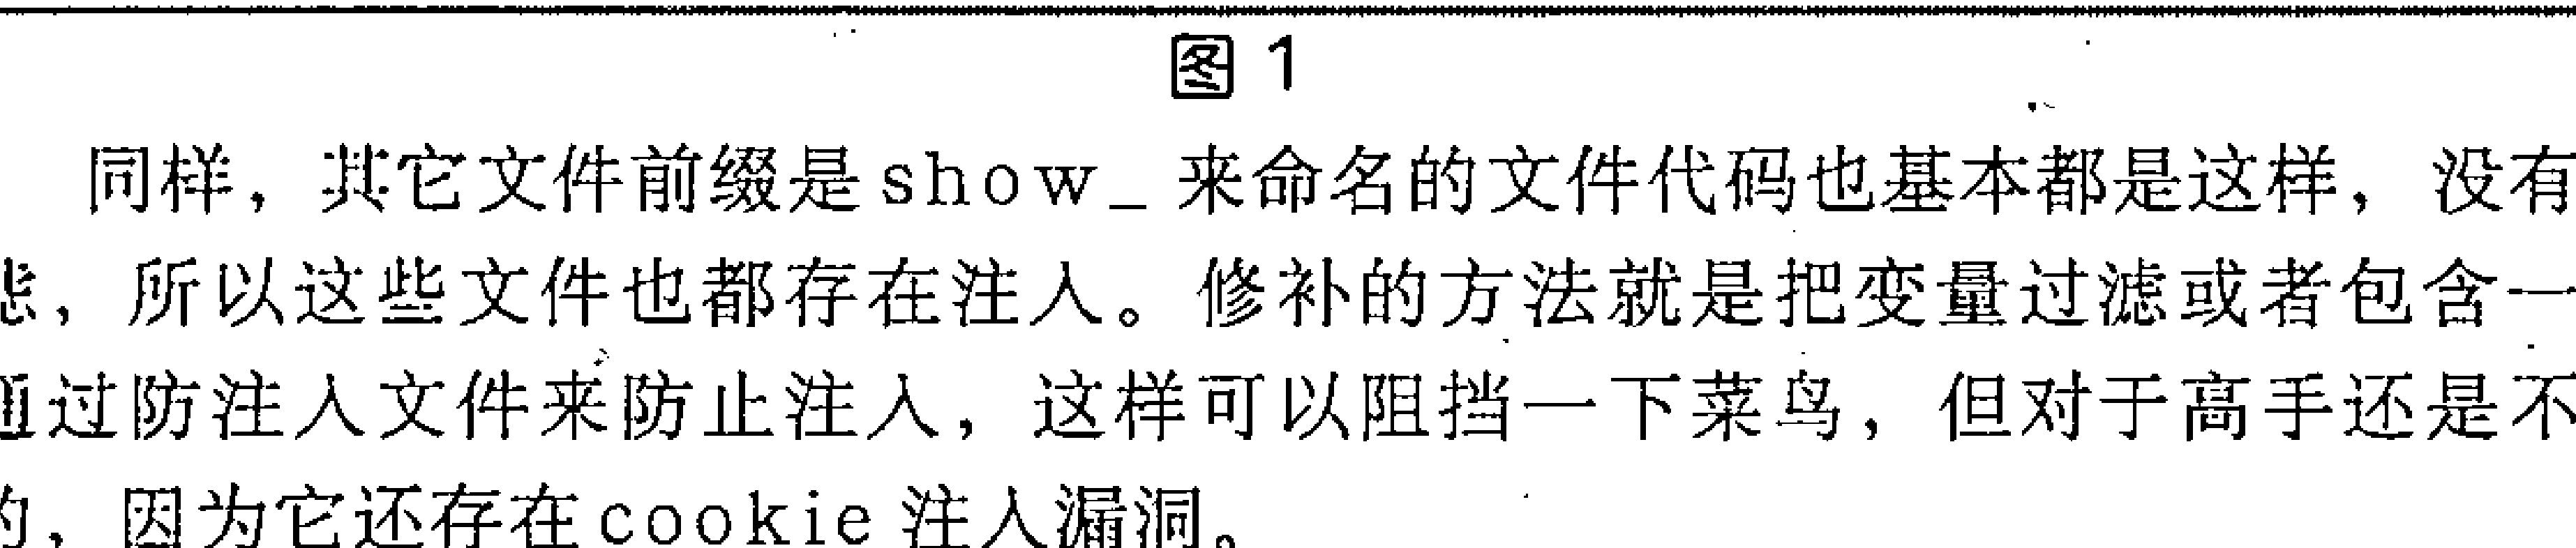 图 1
同样，其它文件前缀是show_ 来命名的文件代码也基本都是这样，没有
，所以这些文件也都存在注入。修补的方法就是把变量过滤或者包含一
通过防注入文件来防止注入，这样可以阻挡一下菜鸟，但对于高手还是不
的，因为它还存在cookie 注入漏洞。